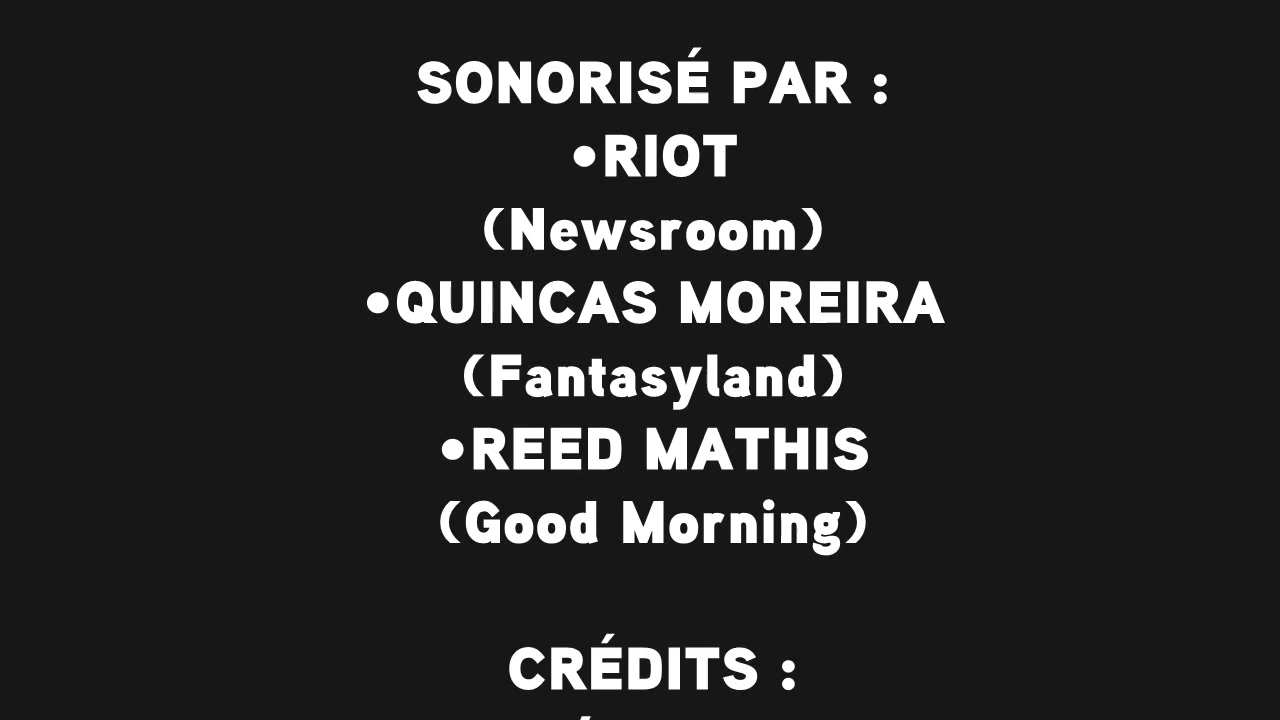 SONORISÉ PAR :
•RIOT
(Newsroom)
•QUINCAS MOREIRA
(Fantasyland)
•REED MATHIS
(Good Morning)
CRÉDITS :